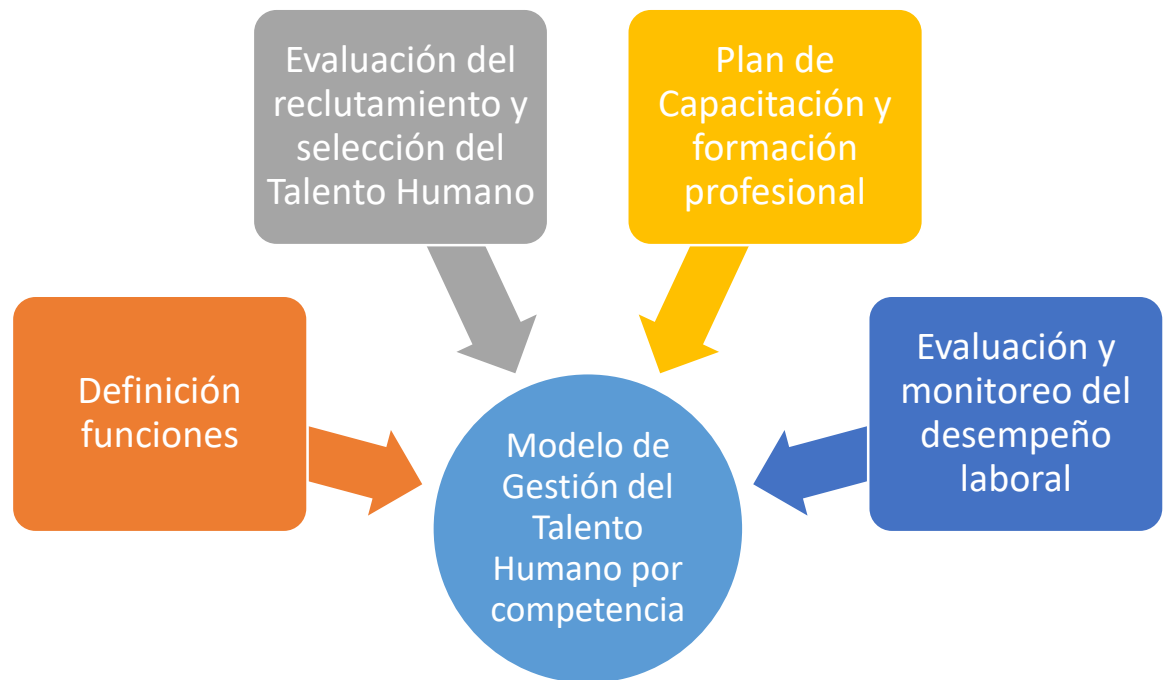 Evaluación del
reclutamiento y
selección del
Talento Humano
Plan de
Capacitación y
formación
profesional
Definición
funciones
Evaluación y
monitoreo del
desempeño
laboral
Modelo de
Gestión del
Talento
Humano por
competencia